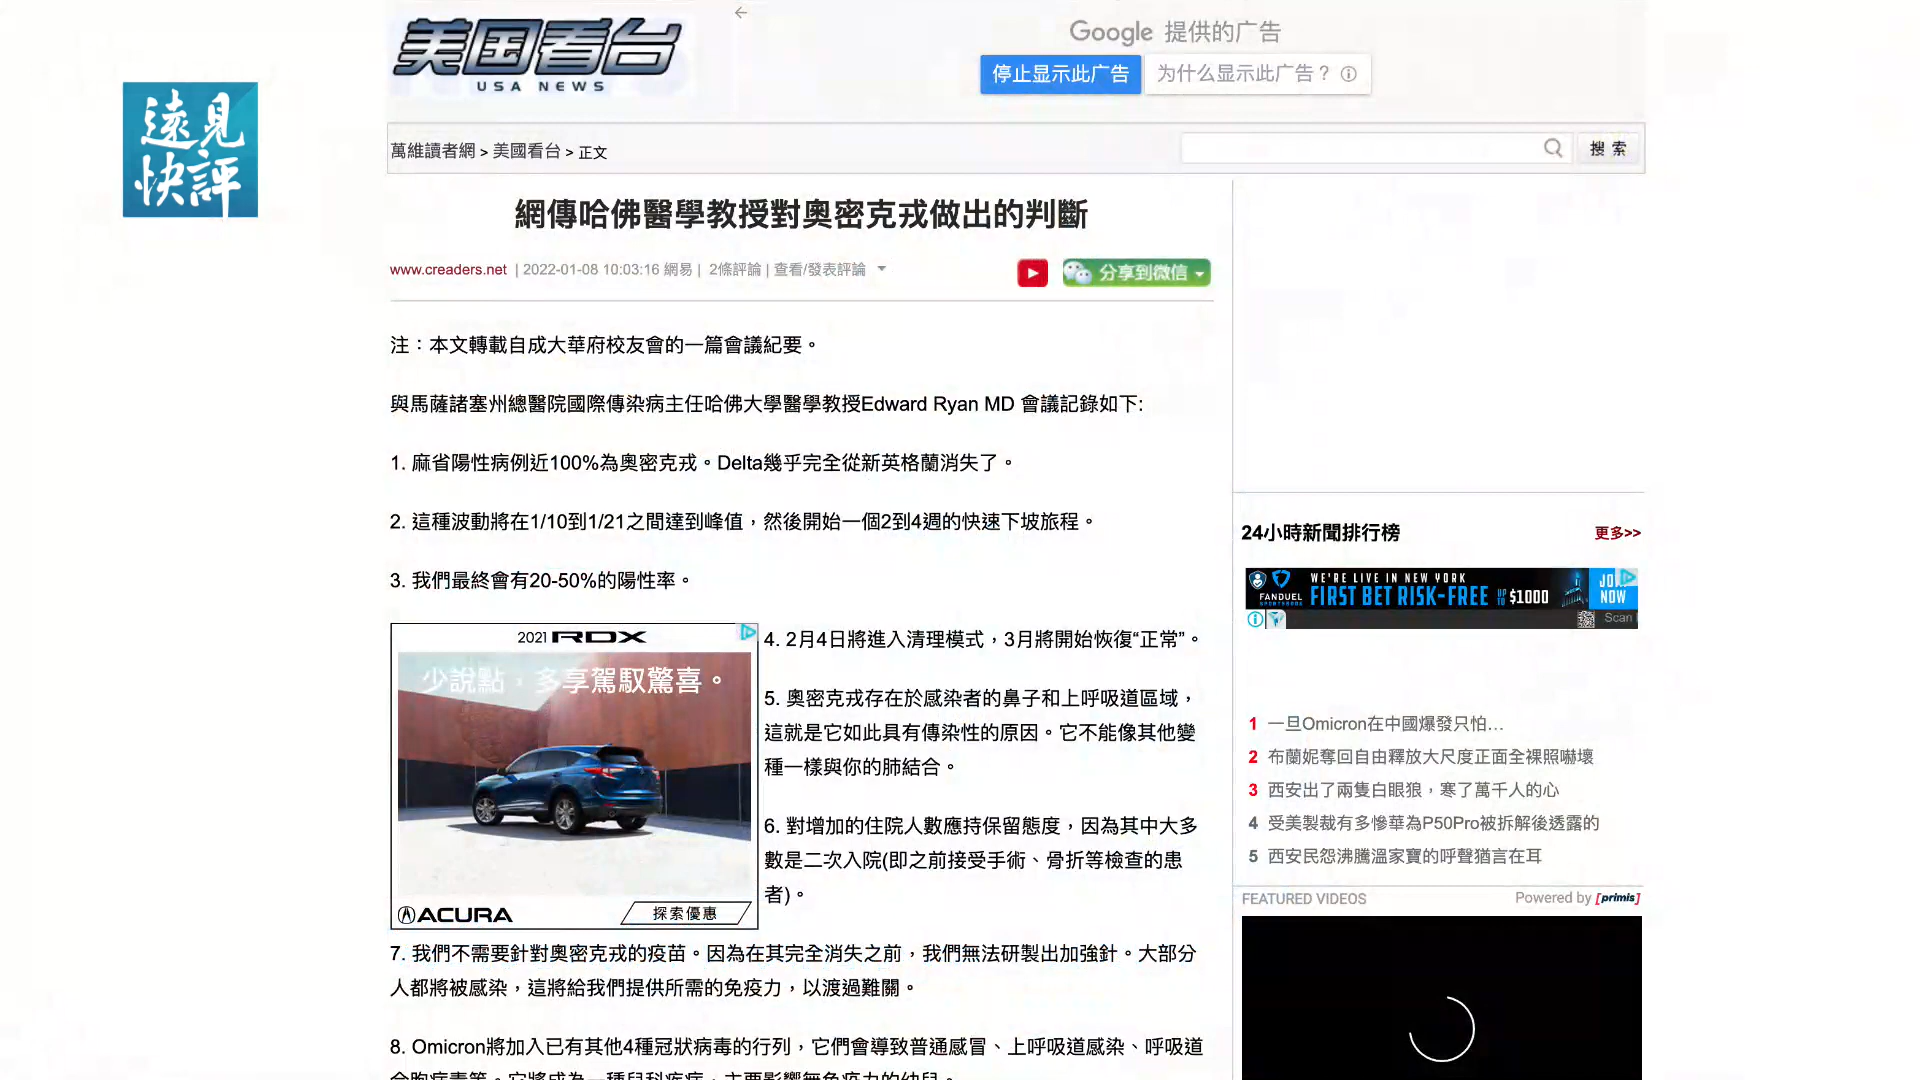 美国看台
USA NEWS
Google 提供的广告
停止显示此广告
为什么显示此广告？
遠見
快評
萬維讀者網 > 美國看台 > 正文
搜 索
網傳哈佛醫學教授對奧密克戎做出的判斷
www.creaders.net | 2022-01-08 10:03:16 網易 | 2條評論 | 查看/發表評論
分享到微信
注：本文轉載自成大華府校友會的一篇會議紀要。
與馬薩諸塞州總醫院國際傳染病主任哈佛大學醫學教授Edward Ryan MD 會議記錄如下:
1. 麻省陽性病例近100%為奧密克戎。Delta幾乎完全從新英格蘭消失了。
2. 這種波動將在1/10到1/21之間達到峰值，然後開始一個2到4週的快速下坡旅程。
3. 我們最終會有20-50%的陽性率。
2021 RDX
少說點，多享駕馭驚喜。
ACURA
探索優惠
4. 2月4日將進入清理模式，3月將開始恢復“正常”。
5. 奧密克戎存在於感染者的鼻子和上呼吸道區域，
這就是它如此具有傳染性的原因。它不能像其他變
種一樣與你的肺結合。
6. 對增加的住院人數應持保留態度，因為其中大多
數是二次入院(即之前接受手術、骨折等檢查的患
者)。
7. 我們不需要針對奧密克戎的疫苗。因為在其完全消失之前，我們無法研製出加強針。大部分
人都將被感染，這將給我們提供所需的免疫力，以渡過難關。
8. Omicron將加入已有其他4種冠狀病毒的行列，它們會導致普通感冒、上呼吸道感染、呼吸道
合胞病毒等。它將成為一種兒科疾病，主要影響無免疫力的幼兒。
24小時新聞排行榜
更多>>
FANDUEL
WE'RE LIVE IN NEW YORK
FIRST BET RISK-FREE UP TO $1000
JOIN NOW
Scan
1 一旦Omicron在中國爆發只怕…
2 布蘭妮奪回自由釋放大尺度正面全裸照嚇壞
3 西安出了兩隻白眼狼，寒了萬千人的心
4 受美製裁有多慘華為P50Pro被拆解後透露的
5 西安民怨沸騰溫家寶的呼聲猶言在耳
FEATURED VIDEOS
Powered by [primis]